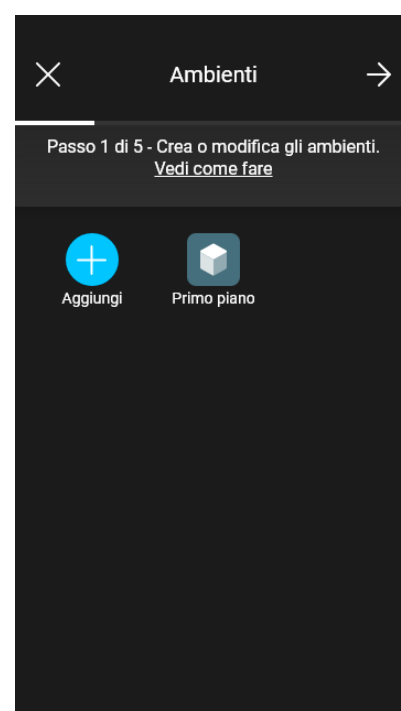 Ambienti
Passo 1 di 5 - Crea o modifica gli ambienti.
Vedi come fare
Aggiungi
Primo piano